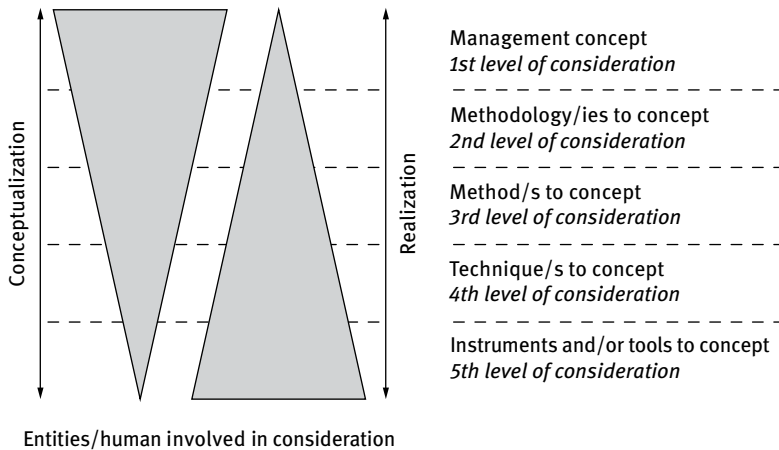 Conceptualization
Realization
Management concept
1st level of consideration
Methodology/ies to concept
2nd level of consideration
Method/s to concept
3rd level of consideration
Technique/s to concept
4th level of consideration
Instruments and/or tools to concept
5th level of consideration
Entities/human involved in consideration